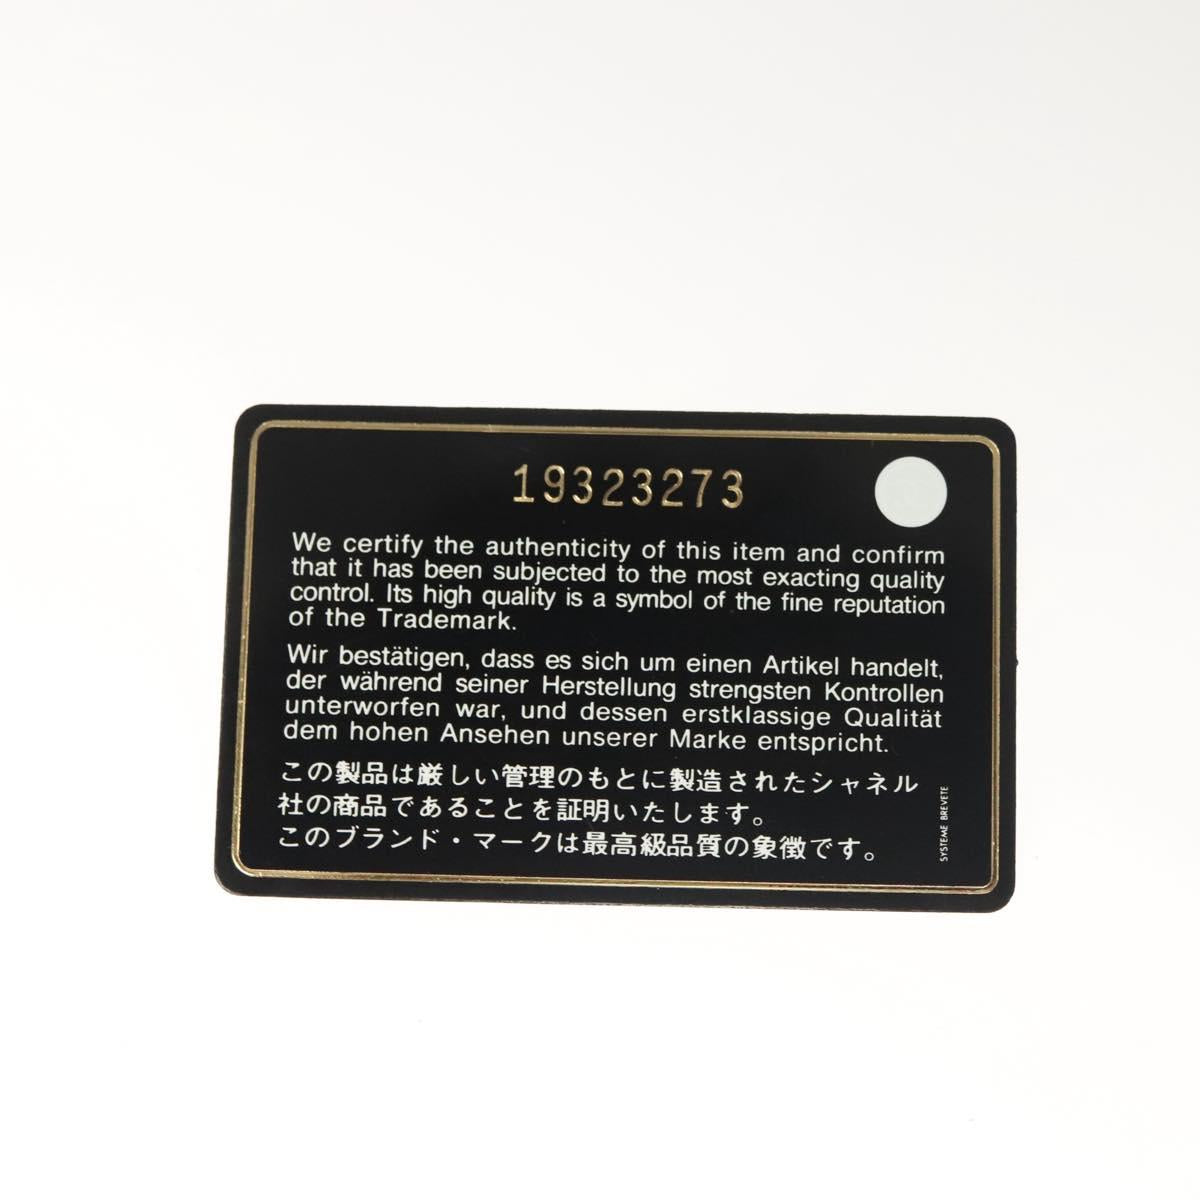 19323273
We certify the authenticity of this item and confirm
that it has been subjected to the most exacting quality
control. Its high quality is a symbol of the fine reputation
of the Trademark.
Wir bestätigen, dass es sich um einen Artikel handelt,
der während seiner Herstellung strengsten Kontrollen
unterworfen war, und dessen erstklassige Qualität
dem hohen Ansehen unserer Marke entspricht.
この製品は厳しい管理のもとに製造されたシャネル
社の商品であることを証明いたします。
このブランド・マークは最高級品質の象徴です。
SYSTEME BREVETE